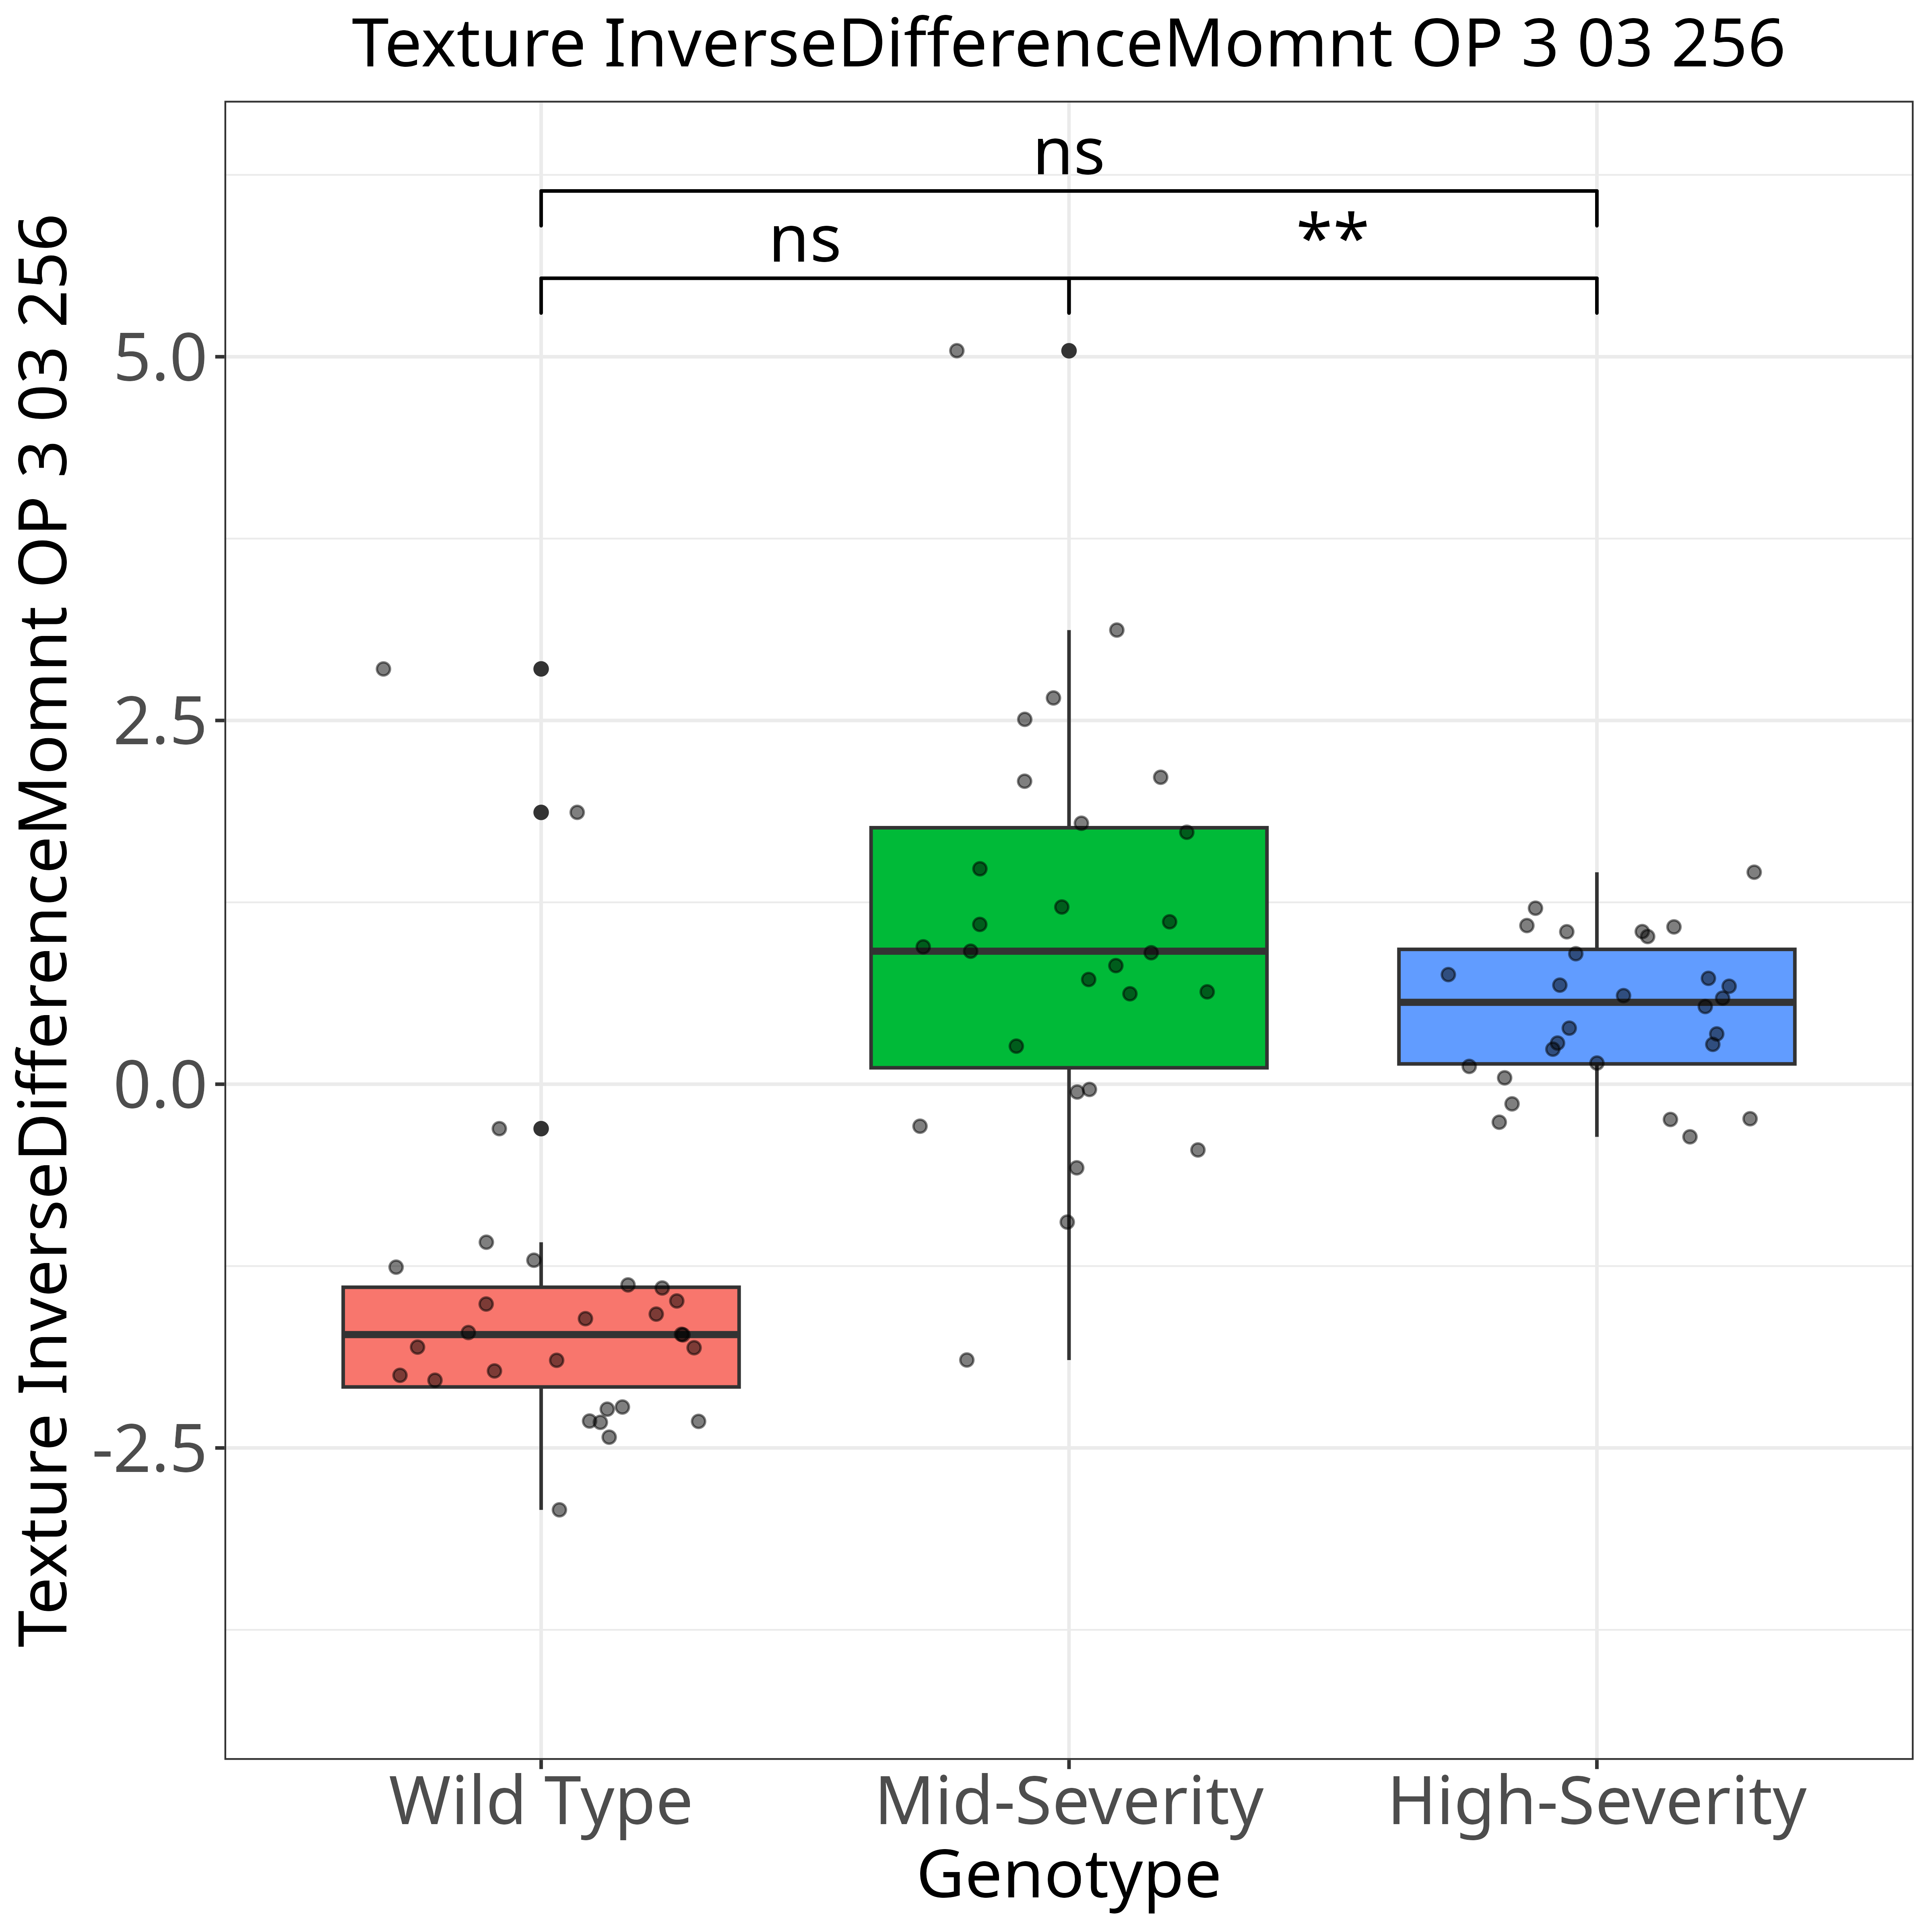 Texture InverseDifferenceMomnt OP 3 03 256
ns
ns
**
Texture InverseDifferenceMomnt OP 3 03 256
5.0
2.5
0.0
-2.5
Wild Type
Mid-Severity
High-Severity
Genotype